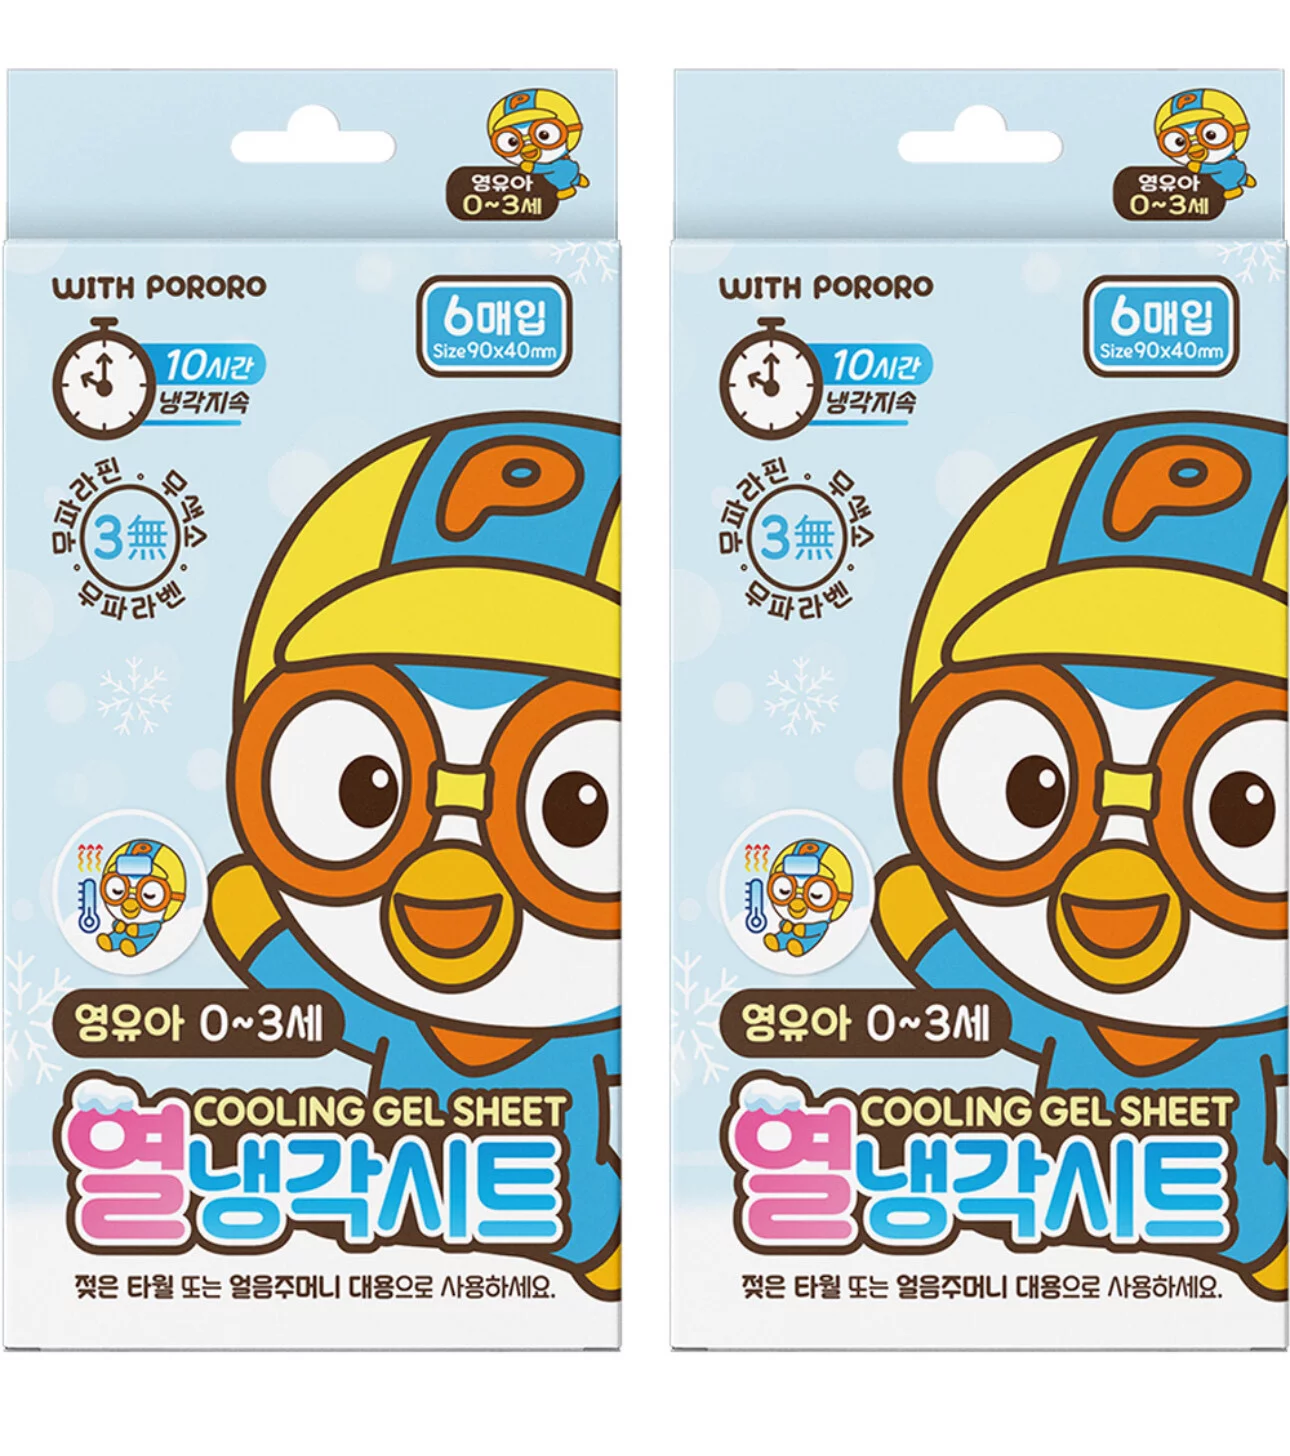 영유아
0~3세
WITH PORORO
6매입
Size 90x40mm
10시간
냉각지속
무파라핀 · 무색소 · 무파라벤 ·
3無
영유아 0~3세
COOLING GEL SHEET
열냉각시트
젖은 타월 또는 얼음주머니 대용으로 사용하세요.
영유아
0~3세
WITH PORORO
6매입
Size 90x40mm
10시간
냉각지속
무파라핀 · 무색소 · 무파라벤 ·
3無
영유아 0~3세
COOLING GEL SHEET
열냉각시트
젖은 타월 또는 얼음주머니 대용으로 사용하세요.